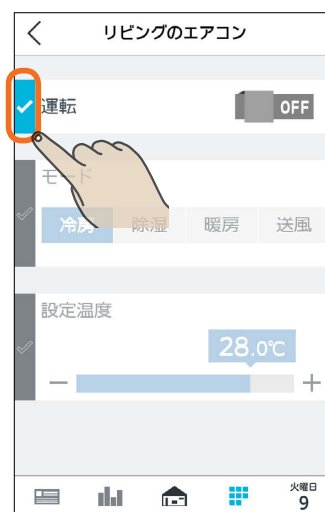 リビングのエアコン
運転
OFF
モード
冷房 除湿 暖房 送風
設定温度
28.0℃
火曜日
9